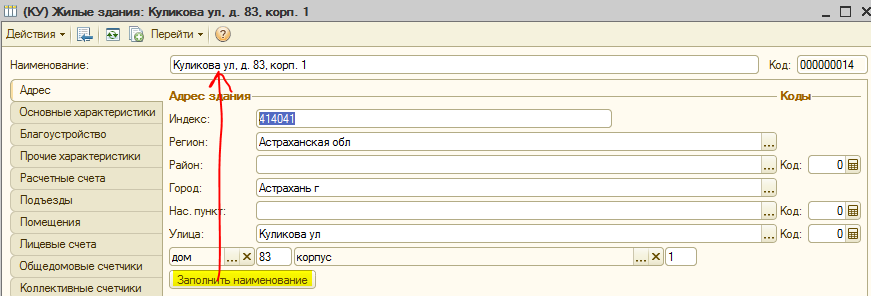 (КУ) Жилые здания: Куликова ул, д. 83, корп. 1
Действия Перейти ?
Наименование: Куликова ул, д. 83, корп. 1 Код: 000000014
Адрес
Основные характеристики
Благоустройство
Прочие характеристики
Расчетные счета
Подъезды
Помещения
Лицевые счета
Общедомовые счетчики
Коллективные счетчики
Адрес здания Коды
Индекс: 414041
Регион: Астраханская обл ...
Район: ... Код: 0
Город: Астрахань г ...
Нас. пункт: ... Код: 0
Улица: Куликова ул ... Код: 0
дом ... × 83 корпус ... × 1
Заполнить наименование